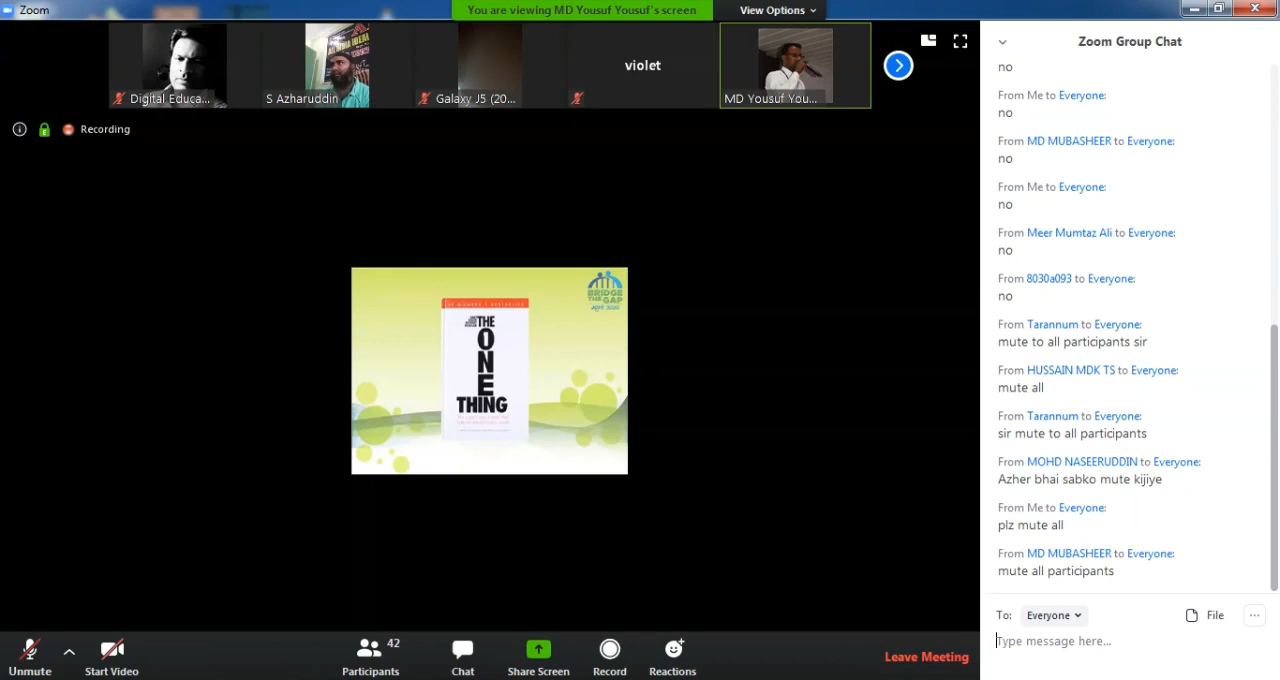 Zoom
You are viewing MD Yousuf Yousuf's screen
View Options
Digital Educa...
S Azharuddin
Galaxy J5 (20...
violet
MD Yousuf You...
Recording
BRIDGE
THE GAP
THE
ONE
THING
Unmute
Start Video
42
Participants
Chat
Share Screen
Record
Reactions
Leave Meeting
Zoom Group Chat
no
From Me to Everyone:
no
From MD MUBASHEER to Everyone:
no
From Me to Everyone:
no
From Meer Mumtaz Ali to Everyone:
no
From 8030a093 to Everyone:
no
From Tarannum to Everyone:
mute to all participants sir
From HUSSAIN MDK TS to Everyone:
mute all
From Tarannum to Everyone:
sir mute to all participants
From MOHD NASEERUDDIN to Everyone:
Azher bhai sabko mute kijiye
From Me to Everyone:
plz mute all
From MD MUBASHEER to Everyone:
mute all participants
To: Everyone
File
Type message here...